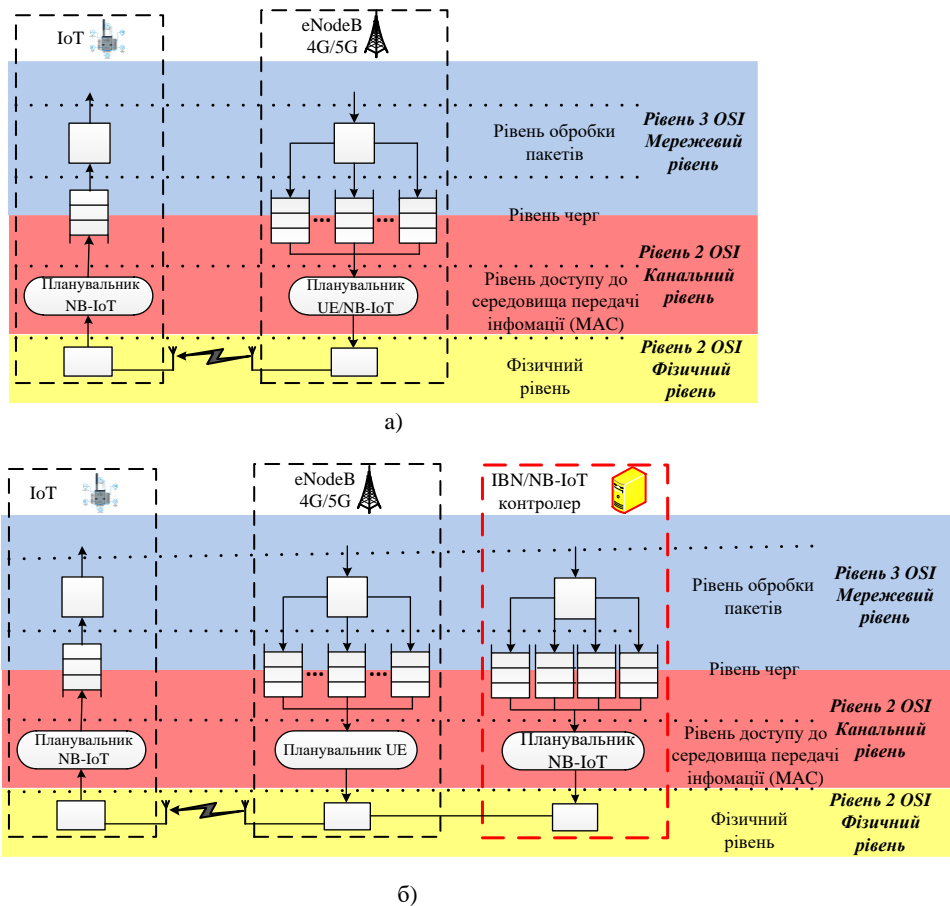 IoT
eNodeB
4G/5G
Рівень обробки
пакетів
Рівень 3 OSI
Мережевий
рівень
... ...
Рівень черг
Рівень 2 OSI
Канальний
рівень
Планувальник
NB-IoT
Планувальник
UE/NB-IoT
Рівень доступу до
середовища передачі
інфомації (MAC)
Фізичний
рівень
Рівень 2 OSI
Фізичний
рівень
а)
IoT
eNodeB
4G/5G
IBN/NB-IoT
контролер
Рівень обробки
пакетів
Рівень 3 OSI
Мережевий
рівень
... ...
Рівень черг
Рівень 2 OSI
Канальний
рівень
Планувальник
NB-IoT
Планувальник UE
Планувальник
NB-IoT
Рівень доступу до
середовища передачі
інфомації (MAC)
Фізичний
рівень
Рівень 2 OSI
Фізичний
рівень
б)